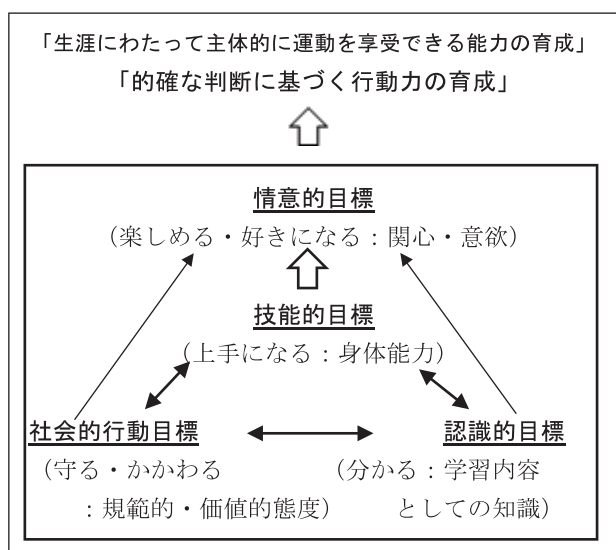 「生涯にわたって主体的に運動を享受できる能力の育成」
「的確な判断に基づく行動力の育成」
情意的目標
(楽しめる・好きになる：関心・意欲)
技能的目標
(上手になる：身体能力)
社会的行動目標
認識的目標
(守る・かかわる
：規範的・価値的態度)
(分かる：学習内容
としての知識)